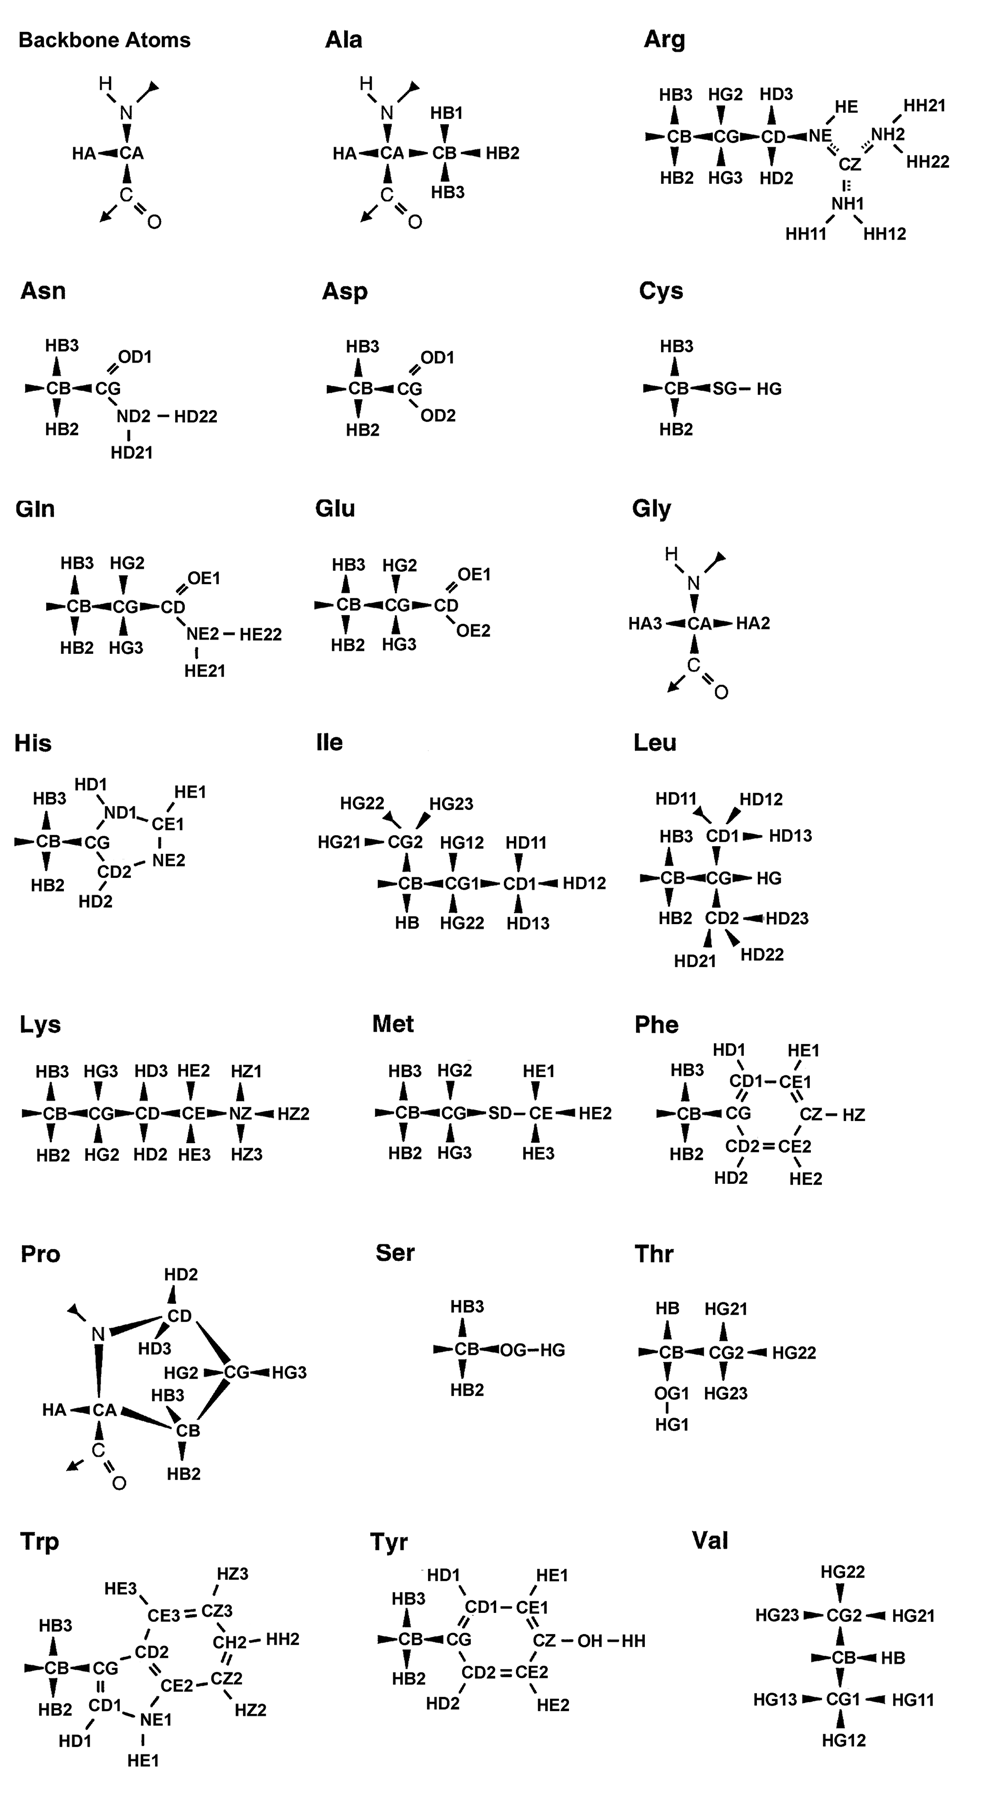 Backbone Atoms Ala Arg
H H HB3 HG2 HD3 HE HH21
N N HB1 CB CG CD NE NH2
HA CA HA CA CB HB2 CZ HH22
C O C O HB3 HB2 HG3 HD2 NH1
HH11 HH12
Asn Asp Cys
HB3 OD1 HB3 OD1 HB3
CB CG CB CG CB SG HG
HB2 ND2 HD22 HB2 OD2 HB2
HD21
Gln Glu Gly
HB3 HG2 OE1 HB3 HG2 OE1 H N
CB CG CD CB CG CD HA3 CA HA2
HB2 HG3 NE2 HE22 HB2 HG3 OE2 C
HE21 O
His Ile Leu
HD1 HE1 HG22 HG23 HD11 HD12
HB3 ND1 CE1 HG21 CG2 HG12 HD11 HB3 CD1 HD13
CB CG NE2 CB CG1 CD1 HD12 CB CG HG
HB2 CD2 HB HG22 HD13 HB2 CD2 HD23
HD2 HD21 HD22
Lys Met Phe
HD1 HE1
HB3 HG3 HD3 HE2 HZ1 HB3 HG2 HE1 HB3 CD1 CE1
CB CG CD CE NZ HZ2 CB CG SD CE HE2 CB CG CZ HZ
HB2 HG2 HD2 HE3 HZ3 HB2 HG3 HE3 HB2 CD2 CE2
HD2 HE2
Pro Ser Thr
HD2
N CD HB3 HB HG21
HD3 CB OG HG CB CG2 HG22
HG2 CG HG3 HB2 OG1 HG23
HB3 HG1
HA CA CB
C HB2
O
Trp Tyr Val
HE3 HZ3 HD1 HE1 HG22
HB3 CE3 CZ3 HB3 CD1 CE1 HG23 CG2 HG21
CD2 CH2 HH2 CB CG CZ OH HH CB HB
CB CG CE2 CZ2 HB2 CD2 CE2 HG13 CG1 HG11
HB2 CD1 NE1 HZ2 HD2 HE2 HG12
HD1 HE1